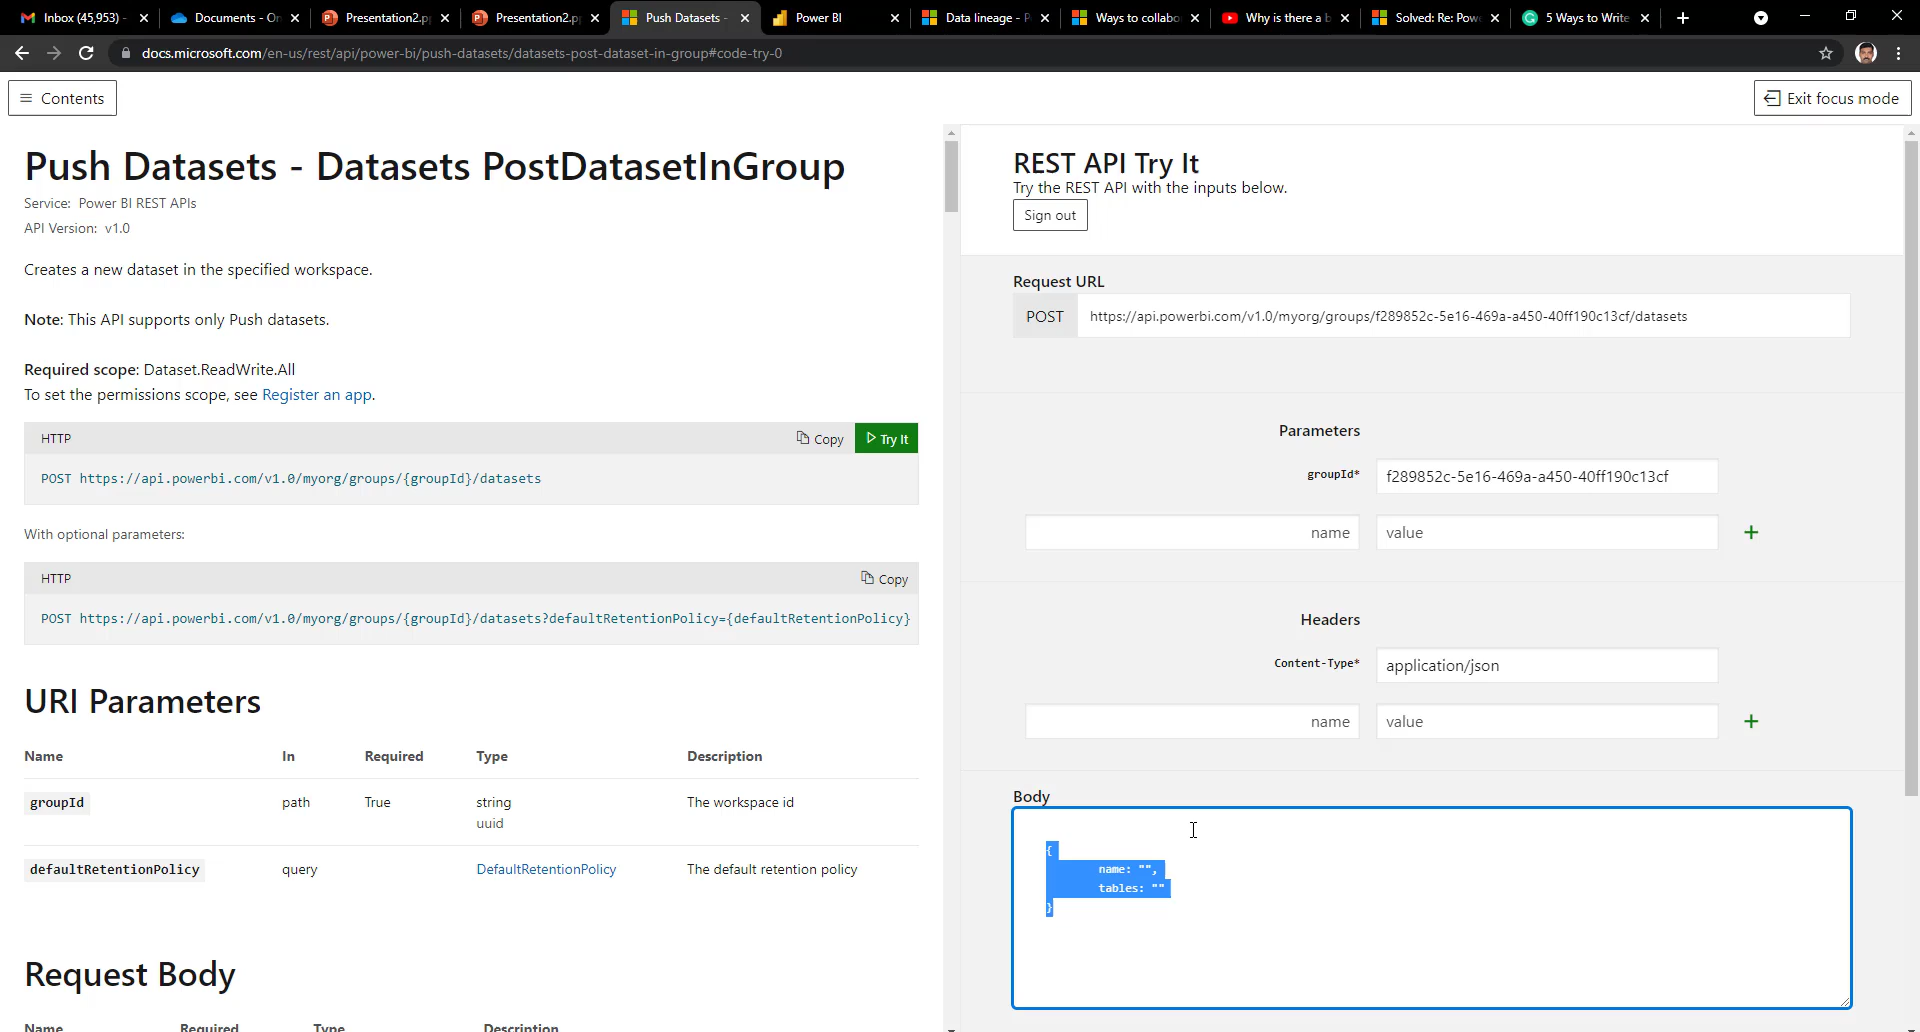 Inbox (45,953) -
Documents - On
Presentation2.p
Presentation2.p
Push Datasets -
Power BI
Data lineage - P
Ways to collabo
Why is there a b
Solved: Re: Pow
5 Ways to Write
docs.microsoft.com/en-us/rest/api/power-bi/push-datasets/datasets-post-dataset-in-group#code-try-0
Contents
Exit focus mode
Push Datasets - Datasets PostDatasetInGroup
Service: Power BI REST APIs
API Version: v1.0
Creates a new dataset in the specified workspace.
Note: This API supports only Push datasets.
Required scope: Dataset.ReadWrite.All
To set the permissions scope, see Register an app.
HTTP
Copy
Try It
POST https://api.powerbi.com/v1.0/myorg/groups/{groupId}/datasets
With optional parameters:
HTTP
Copy
POST https://api.powerbi.com/v1.0/myorg/groups/{groupId}/datasets?defaultRetentionPolicy={defaultRetentionPolicy}
URI Parameters
Name In Required Type Description
groupId path True string The workspace id
uuid
defaultRetentionPolicy query DefaultRetentionPolicy The default retention policy
Request Body
Name Required Type Description
REST API Try It
Try the REST API with the inputs below.
Sign out
Request URL
POST https://api.powerbi.com/v1.0/myorg/groups/f289852c-5e16-469a-a450-40ff190c13cf/datasets
Parameters
groupId* f289852c-5e16-469a-a450-40ff190c13cf
name value +
Headers
Content-Type* application/json
name value +
Body
{
name: "",
tables: ""
}